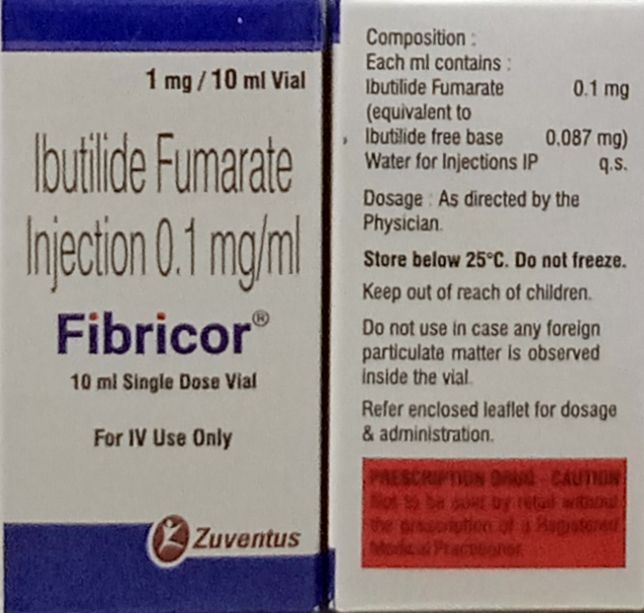 1 mg / 10 ml Vial
Ibutilide Fumarate
Injection 0.1 mg/ml
Fibricor®
10 ml Single Dose Vial
For IV Use Only
Zuventus
Composition :
Each ml contains :
Ibutilide Fumarate 0.1 mg
(equivalent to
Ibutilide free base 0.087 mg)
Water for Injections IP q.s.
Dosage : As directed by the
Physician.
Store below 25°C. Do not freeze.
Keep out of reach of children.
Do not use in case any foreign
particulate matter is observed
inside the vial.
Refer enclosed leaflet for dosage
& administration.
PRESCRIPTION DRUG - CAUTION
Not to be sold by retail without
the prescription of a Registered
Medical Practitioner.